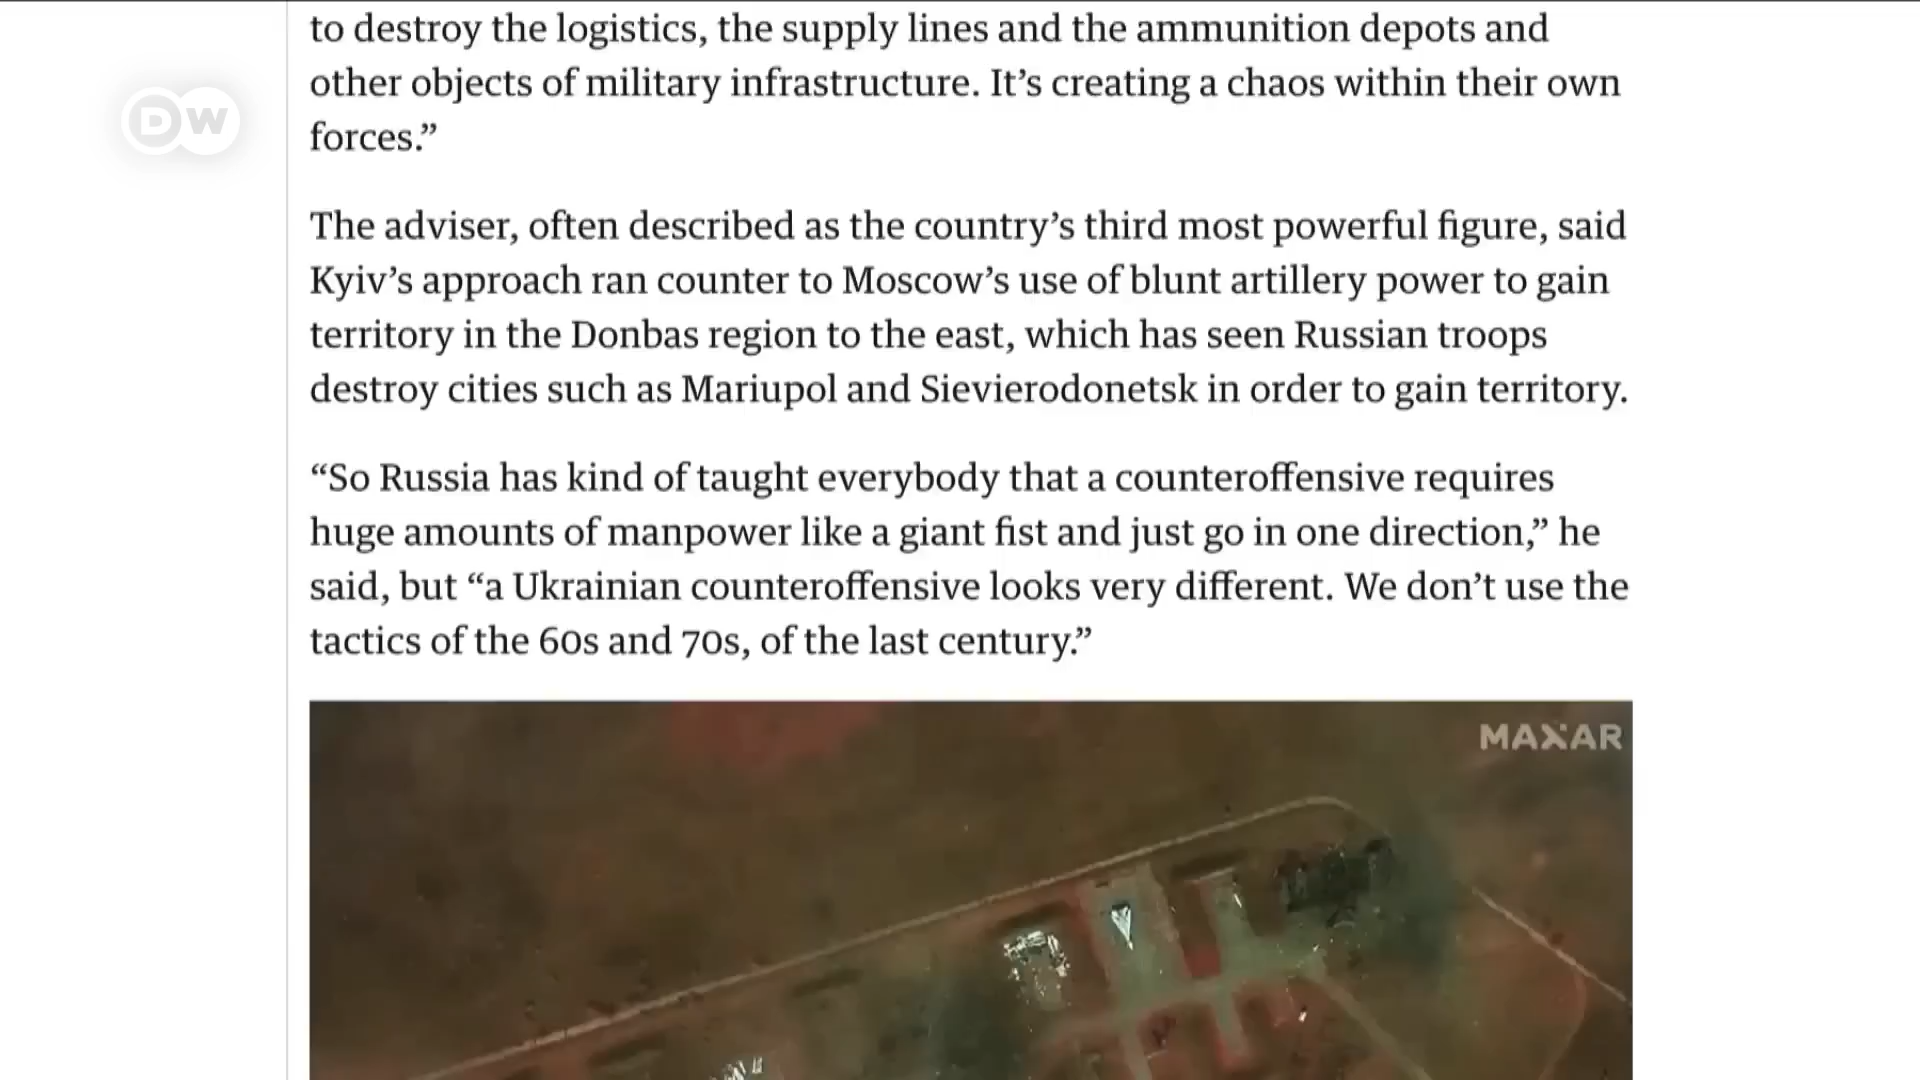 to destroy the logistics, the supply lines and the ammunition depots and
other objects of military infrastructure. It’s creating a chaos within their own
forces.”
DW
The adviser, often described as the country’s third most powerful figure, said
Kyiv’s approach ran counter to Moscow’s use of blunt artillery power to gain
territory in the Donbas region to the east, which has seen Russian troops
destroy cities such as Mariupol and Sievierodonetsk in order to gain territory.
“So Russia has kind of taught everybody that a counteroffensive requires
huge amounts of manpower like a giant fist and just go in one direction,” he
said, but “a Ukrainian counteroffensive looks very different. We don’t use the
tactics of the 60s and 70s, of the last century.”
MAXAR